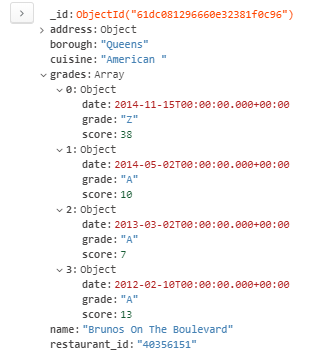 _id: ObjectId("61dc081296660e32381f0c96")
address: Object
borough: "Queens"
cuisine: "American "
grades: Array
0: Object
date: 2014-11-15T00:00:00.000+00:00
grade: "Z"
score: 38
1: Object
date: 2014-05-02T00:00:00.000+00:00
grade: "A"
score: 10
2: Object
date: 2013-03-02T00:00:00.000+00:00
grade: "A"
score: 7
3: Object
date: 2012-02-10T00:00:00.000+00:00
grade: "A"
score: 13
name: "Brunos On The Boulevard"
restaurant_id: "40356151"